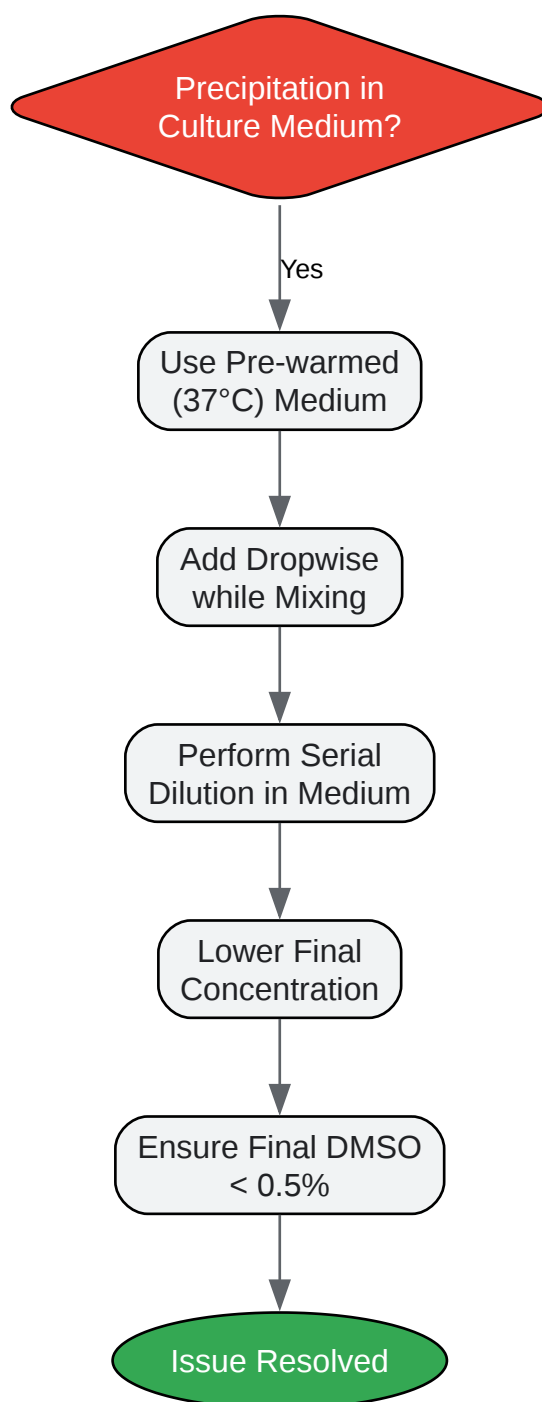 Precipitation in
Culture Medium?
Yes
Use Pre-warmed
(37°C) Medium
Add Dropwise
while Mixing
Perform Serial
Dilution in Medium
Lower Final
Concentration
Ensure Final DMSO
< 0.5%
Issue Resolved